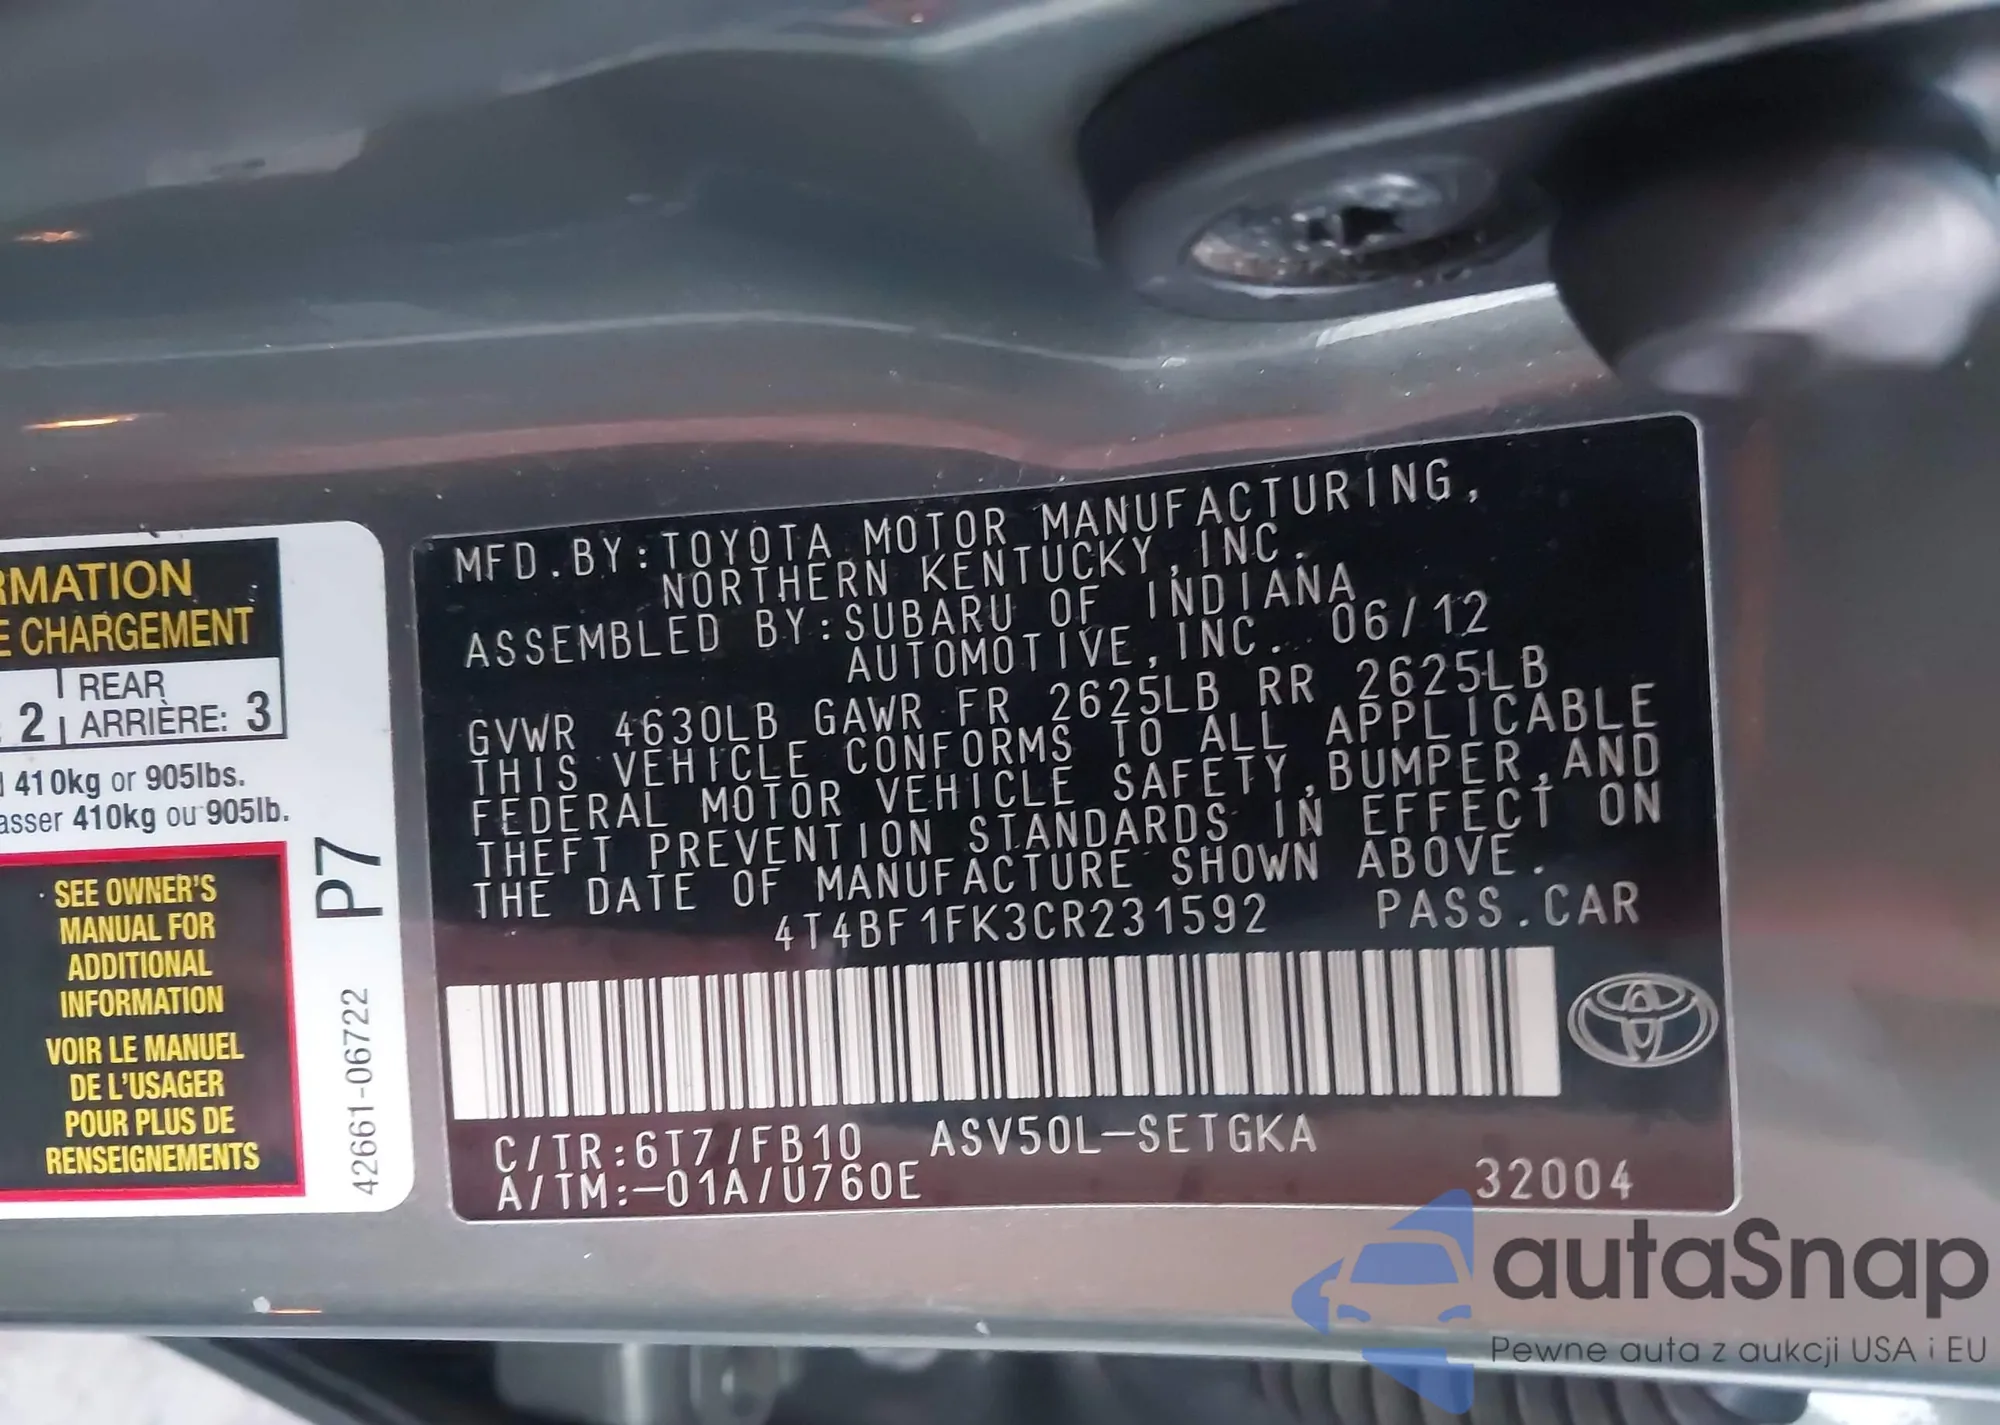 RMATION
E CHARGEMENT
2
REAR
ARRIÈRE: 3
410kg or 905lbs.
asser 410kg ou 905lb.
SEE OWNER'S
MANUAL FOR
ADDITIONAL
INFORMATION
VOIR LE MANUEL
DE L'USAGER
POUR PLUS DE
RENSEIGNEMENTS
P7
42661-06722
MFD.BY:TOYOTA MOTOR MANUFACTURING,
NORTHERN KENTUCKY,INC.
ASSEMBLED BY:SUBARU OF INDIANA
AUTOMOTIVE,INC. 06/12
GVWR 4630LB GAWR FR 2625LB RR 2625LB
THIS VEHICLE CONFORMS TO ALL APPLICABLE
FEDERAL MOTOR VEHICLE SAFETY,BUMPER,AND
THEFT PREVENTION STANDARDS IN EFFECT ON
THE DATE OF MANUFACTURE SHOWN ABOVE.
4T4BF1FK3CR231592 PASS.CAR
C/TR:6T7/FB10 ASV50L-SETGKA
A/TM:-01A/U760E 32004
autaSnap
Pewne auta z aukcji USA i EU